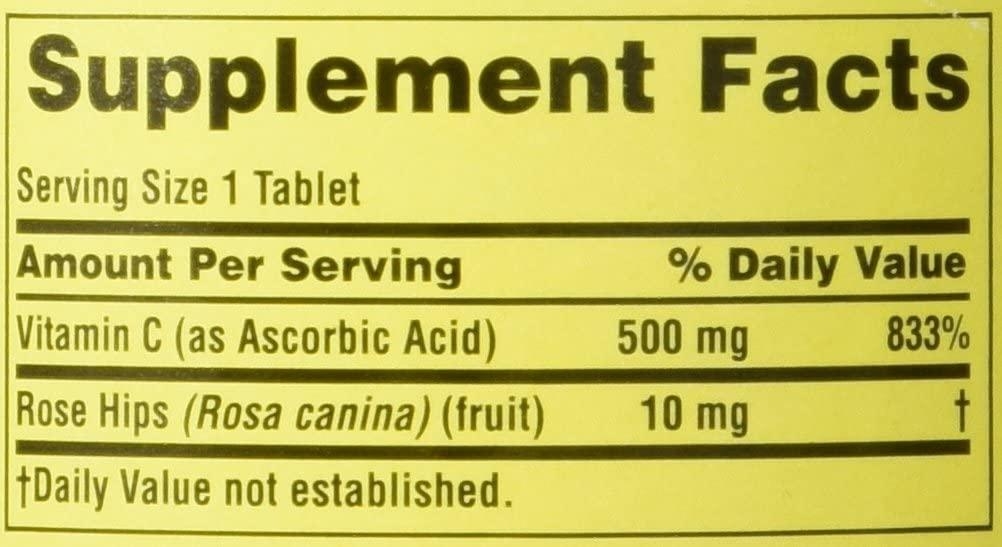 Supplement Facts
Serving Size 1 Tablet
Amount Per Serving % Daily Value
Vitamin C (as Ascorbic Acid) 500 mg 833%
Rose Hips (Rosa canina) (fruit) 10 mg †
†Daily Value not established.